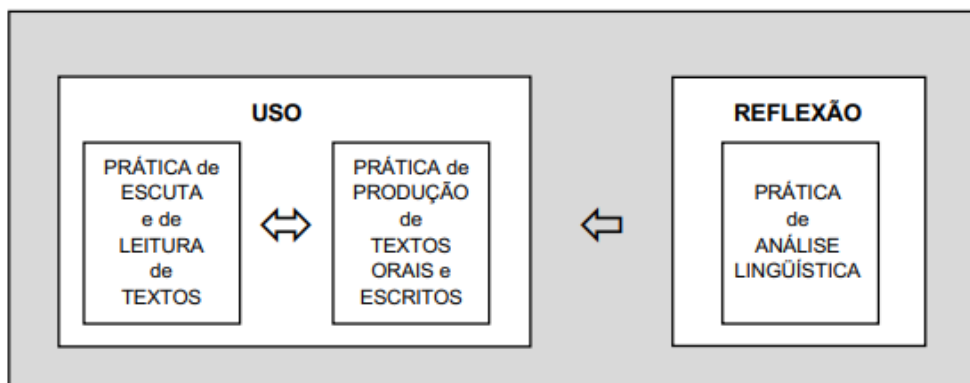 USO
PRÁTICA de
ESCUTA
e de
LEITURA
de
TEXTOS
PRÁTICA de
PRODUÇÃO
de
TEXTOS
ORAIS e
ESCRITOS
REFLEXÃO
PRÁTICA
de
ANÁLISE
LINGÜÍSTICA